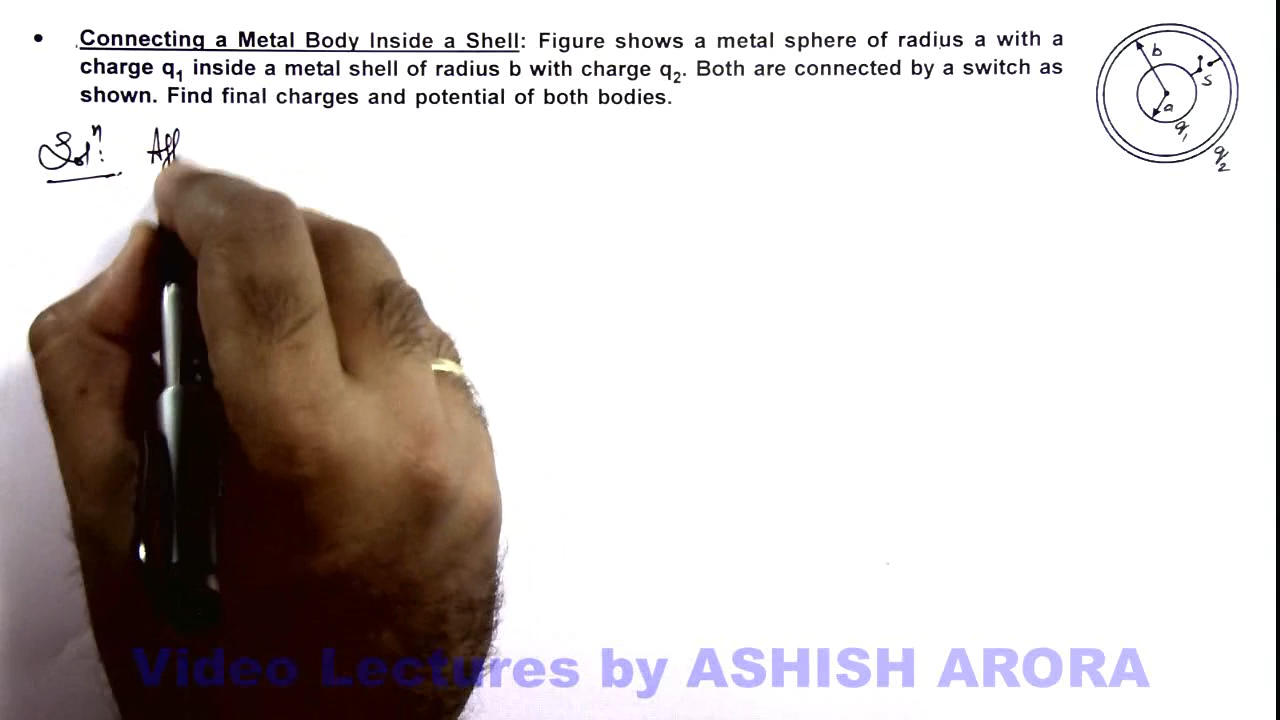 • Connecting a Metal Body Inside a Shell: Figure shows a metal sphere of radius a with a
charge q₁ inside a metal shell of radius b with charge q₂. Both are connected by a switch as
shown. Find final charges and potential of both bodies.
b
S
a
q₁
q₂
Solⁿ:
Video Lectures by ASHISH ARORA